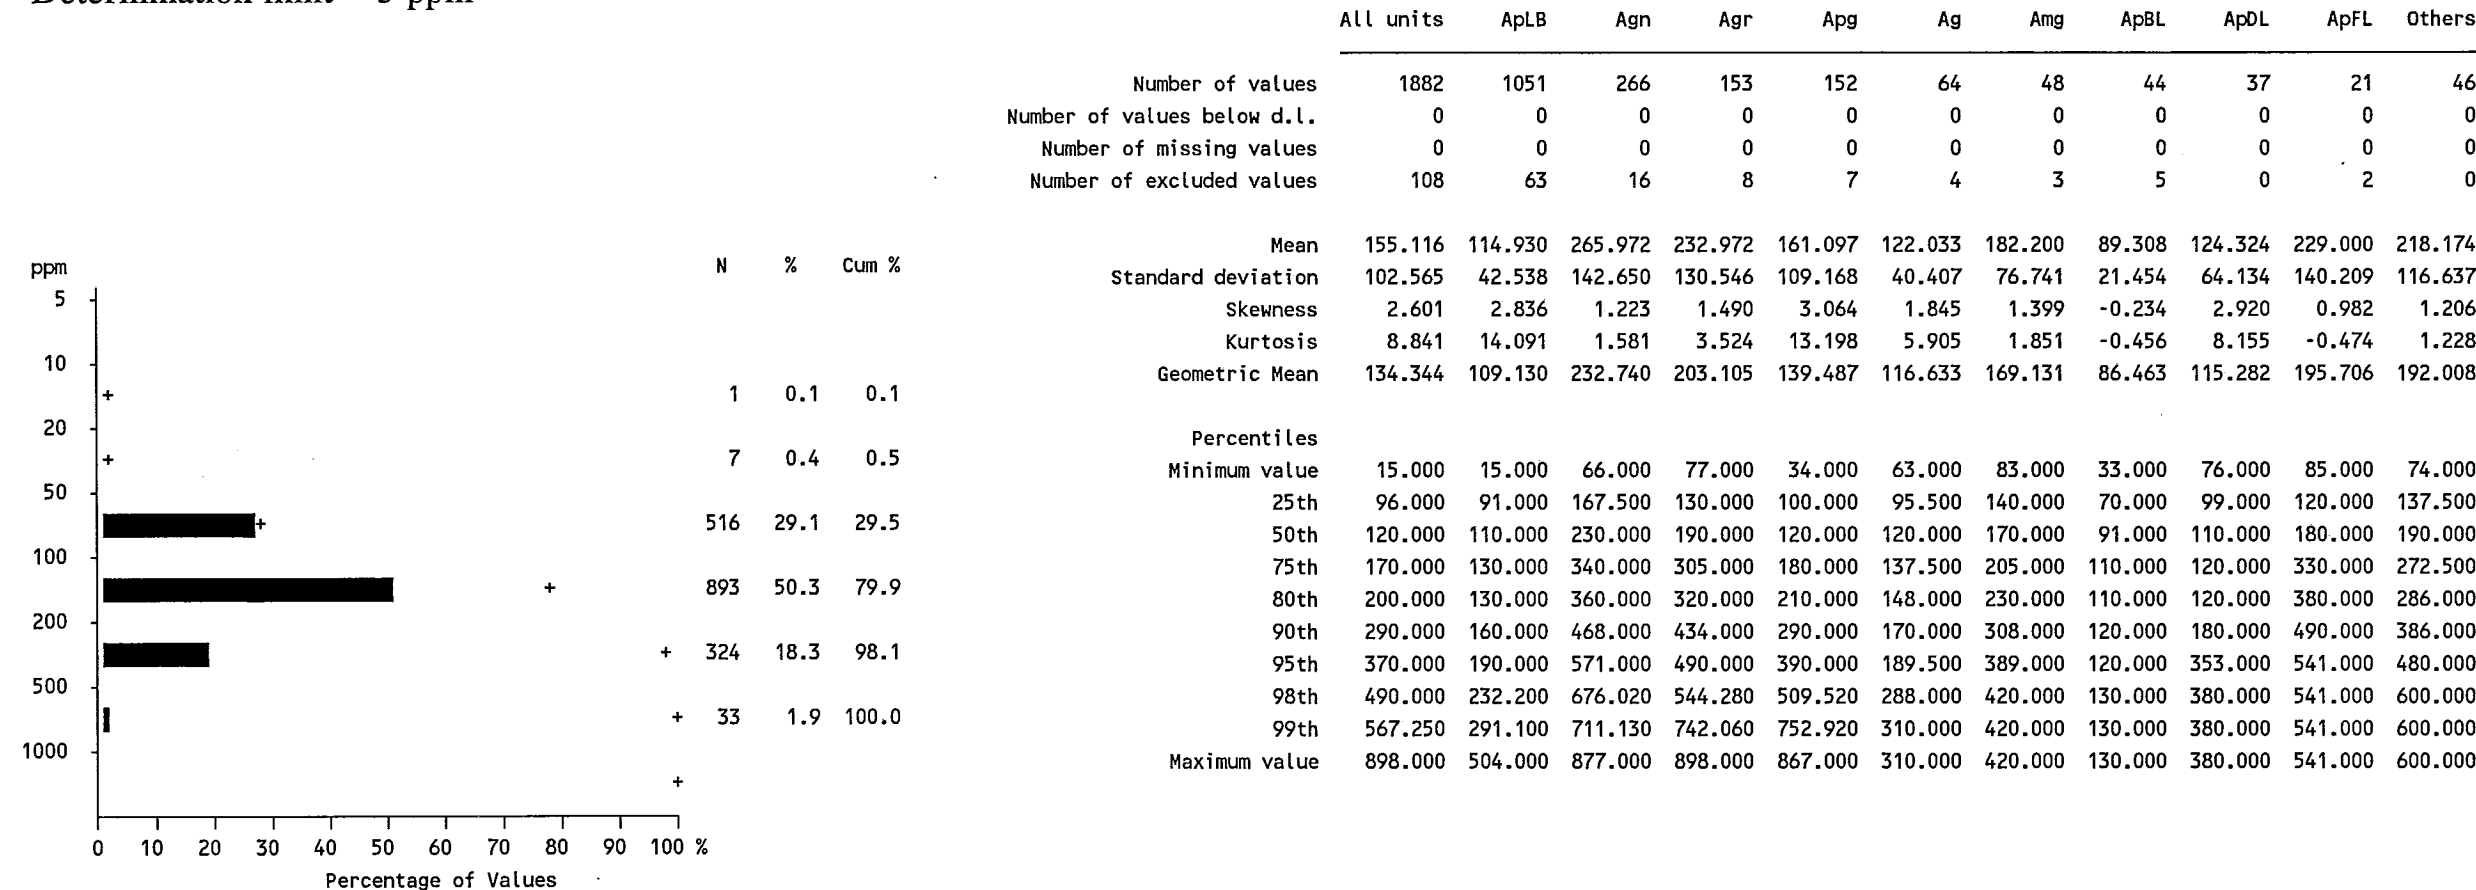 All units ApLB Agn Agr Apg Ag Amg ApBL ApDL ApFL Others
Number of values 1882 1051 266 153 152 64 48 44 37 21 46
Number of values below d.l. 0 0 0 0 0 0 0 0 0 0 0
Number of missing values 0 0 0 0 0 0 0 0 0 0 0
Number of excluded values 108 63 16 8 7 4 3 5 0 2 0
Mean 155.116 114.930 265.972 232.972 161.097 122.033 182.200 89.308 124.324 229.000 218.174
Standard deviation 102.565 42.538 142.650 130.546 109.168 40.407 76.741 21.454 64.134 140.209 116.637
Skewness 2.601 2.836 1.223 1.490 3.064 1.845 1.399 -0.234 2.920 0.982 1.206
Kurtosis 8.841 14.091 1.581 3.524 13.198 5.905 1.851 -0.456 8.155 -0.474 1.228
Geometric Mean 134.344 109.130 232.740 203.105 139.487 116.633 169.131 86.463 115.282 195.706 192.008
Percentiles
Minimum value 15.000 15.000 66.000 77.000 34.000 63.000 83.000 33.000 76.000 85.000 74.000
25th 96.000 91.000 167.500 130.000 100.000 95.500 140.000 70.000 99.000 120.000 137.500
50th 120.000 110.000 230.000 190.000 120.000 120.000 170.000 91.000 110.000 180.000 190.000
75th 170.000 130.000 340.000 305.000 180.000 137.500 205.000 110.000 120.000 330.000 272.500
80th 200.000 130.000 360.000 320.000 210.000 148.000 230.000 110.000 120.000 380.000 286.000
90th 290.000 160.000 468.000 434.000 290.000 170.000 308.000 120.000 180.000 490.000 386.000
95th 370.000 190.000 571.000 490.000 390.000 189.500 389.000 120.000 353.000 541.000 480.000
98th 490.000 232.200 676.020 544.280 509.520 288.000 420.000 130.000 380.000 541.000 600.000
99th 567.250 291.100 711.130 742.060 752.920 310.000 420.000 130.000 380.000 541.000 600.000
Maximum value 898.000 504.000 877.000 898.000 867.000 310.000 420.000 130.000 380.000 541.000 600.000
ppm N % Cum %
5
10
+ 1 0.1 0.1
20
+ 7 0.4 0.5
50
+ 516 29.1 29.5
100
+ 893 50.3 79.9
200
+ 324 18.3 98.1
500
+ 33 1.9 100.0
1000
+
0 10 20 30 40 50 60 70 80 90 100 %
Percentage of Values